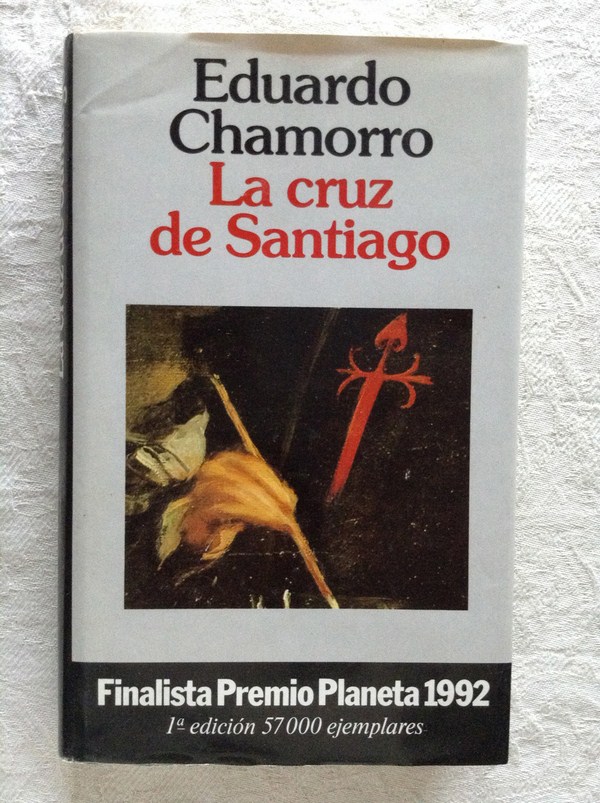 Eduardo
Chamorro
La cruz
de Santiago
Finalista Premio Planeta 1992
1ª edición 57000 ejemplares